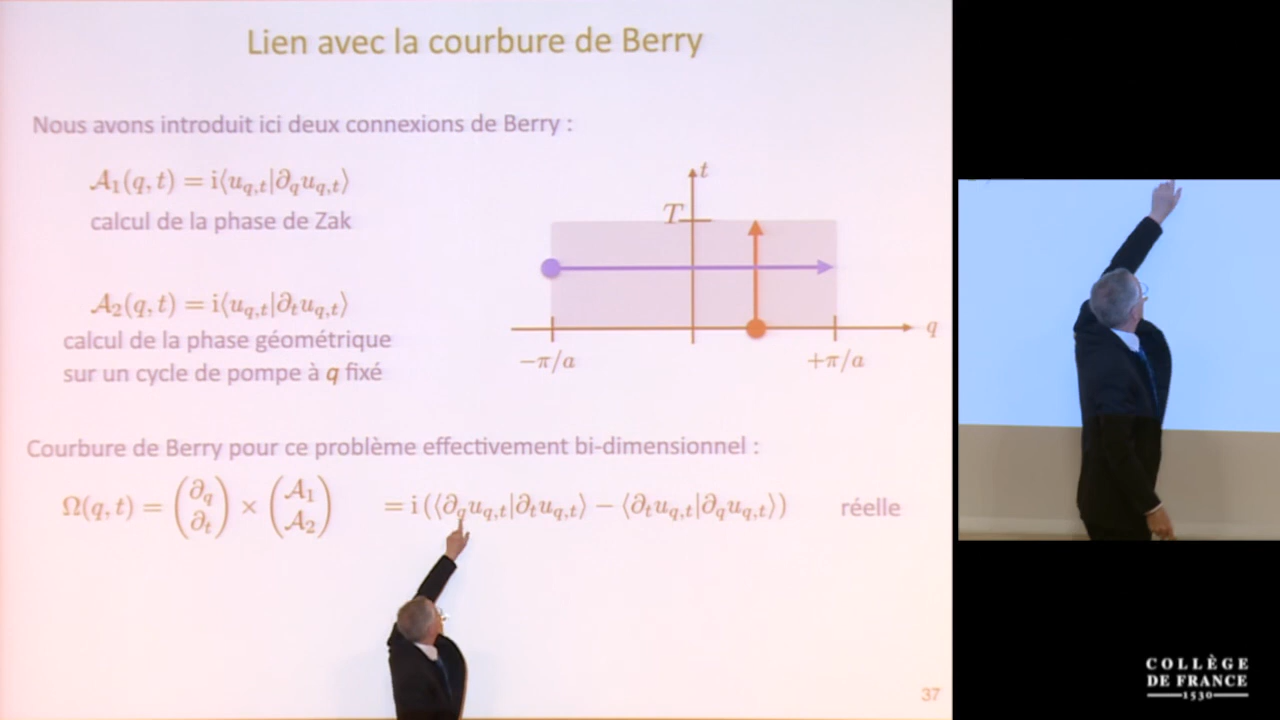 Lien avec la courbure de Berry
Nous avons introduit ici deux connexions de Berry :
𝒜₁(q, t) = i⟨u_{q,t}|∂_q u_{q,t}⟩
calcul de la phase de Zak
𝒜₂(q, t) = i⟨u_{q,t}|∂_t u_{q,t}⟩
calcul de la phase géométrique
sur un cycle de pompe à q fixé
t
T
q
−π/a
+π/a
Courbure de Berry pour ce problème effectivement bi-dimensionnel :
Ω(q, t) = (∂_q ∂_t) × (𝒜₁ 𝒜₂) = i (⟨∂_q u_{q,t}|∂_t u_{q,t}⟩ − ⟨∂_t u_{q,t}|∂_q u_{q,t}⟩) réelle
37
COLLÈGE
DE FRANCE
1530